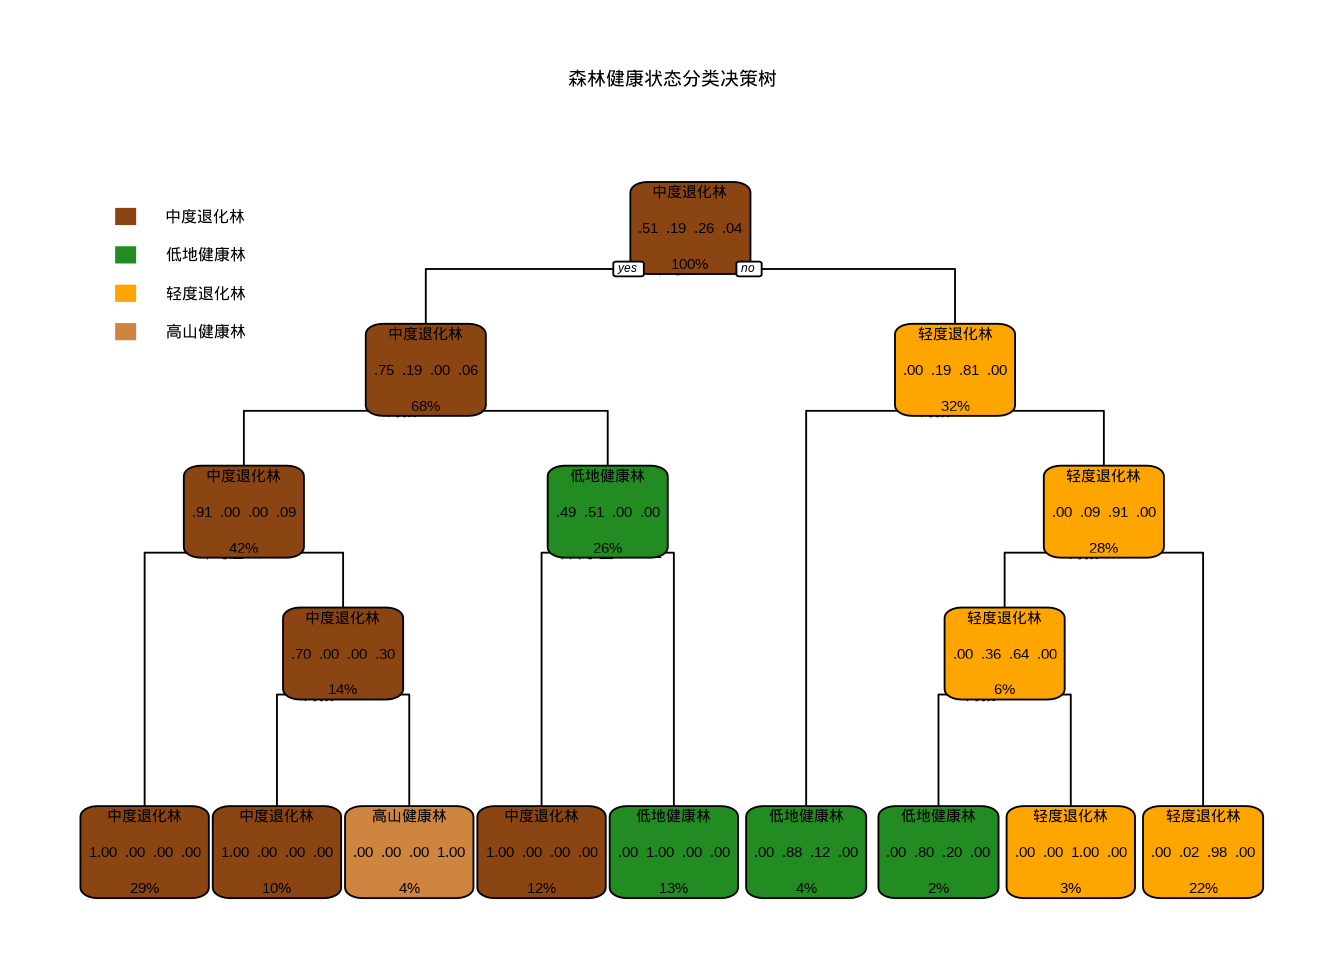 森林健康状态分类决策树
中度退化林
低地健康林
轻度退化林
高山健康林
中度退化林
.51 .19 .26 .04
100%
yes
no
中度退化林
.75 .19 .00 .06
68%
轻度退化林
.00 .19 .81 .00
32%
中度退化林
.91 .00 .00 .09
42%
低地健康林
.49 .51 .00 .00
26%
轻度退化林
.00 .09 .91 .00
28%
中度退化林
.70 .00 .00 .30
14%
轻度退化林
.00 .36 .64 .00
6%
中度退化林
1.00 .00 .00 .00
29%
中度退化林
1.00 .00 .00 .00
10%
高山健康林
.00 .00 .00 1.00
4%
中度退化林
1.00 .00 .00 .00
12%
低地健康林
.00 1.00 .00 .00
13%
低地健康林
.00 .88 .12 .00
4%
低地健康林
.00 .80 .20 .00
2%
轻度退化林
.00 .00 1.00 .00
3%
轻度退化林
.00 .02 .98 .00
22%